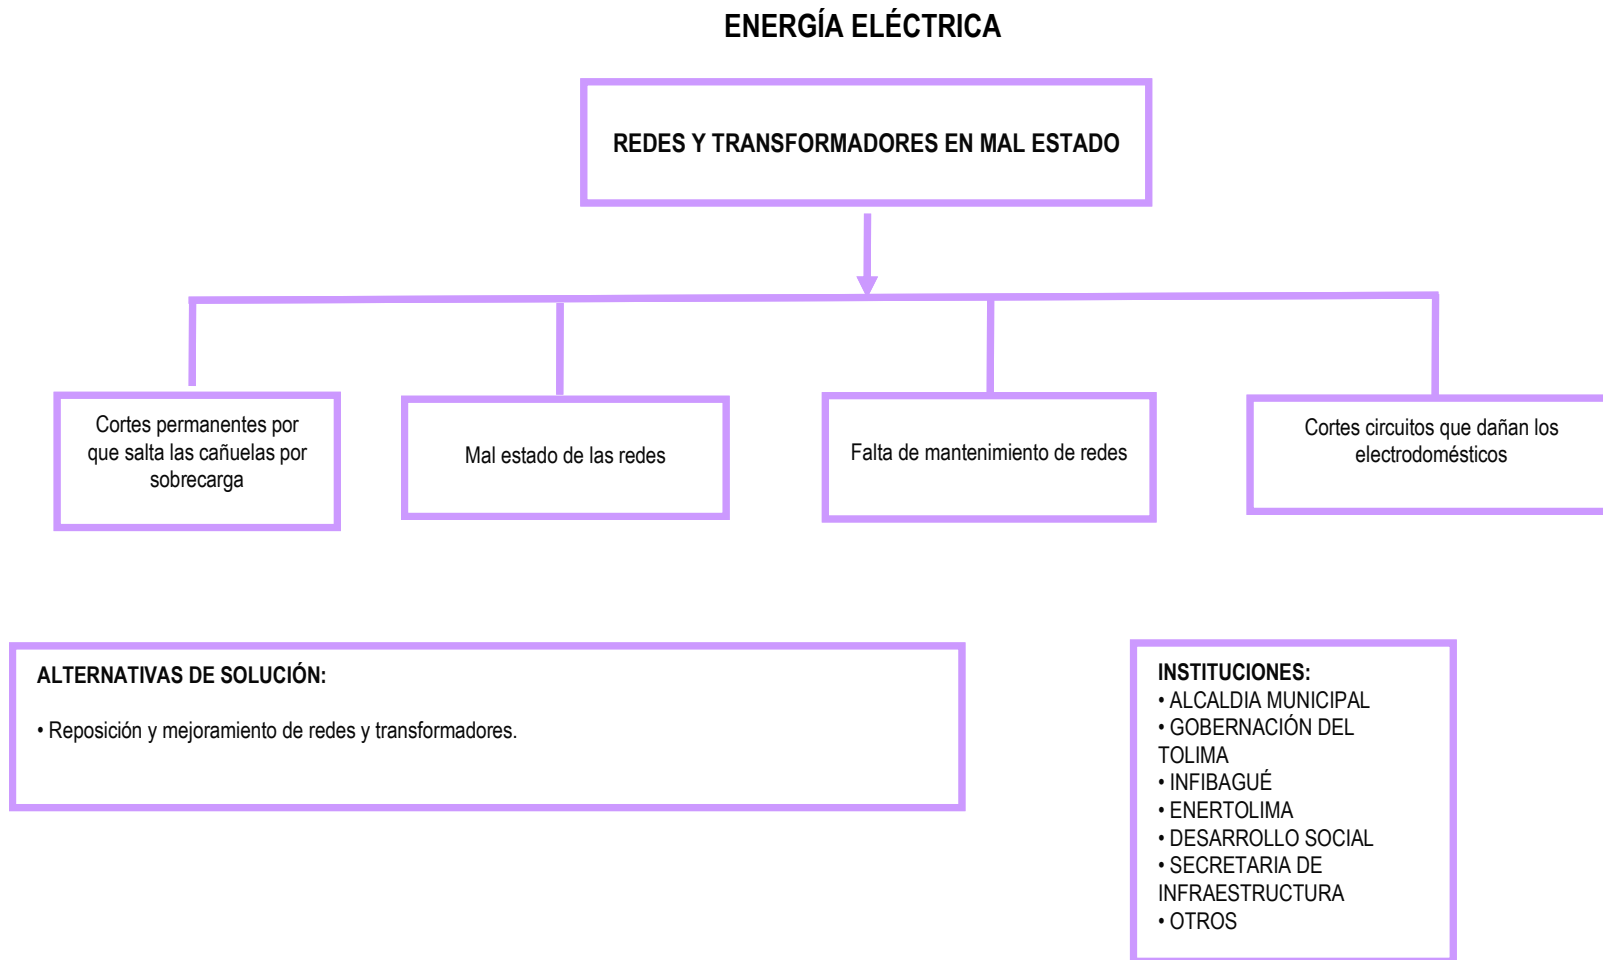 ENERGÍA ELÉCTRICA
REDES Y TRANSFORMADORES EN MAL ESTADO
Cortes permanentes por
que salta las cañuelas por
sobrecarga
Mal estado de las redes
Falta de mantenimiento de redes
Cortes circuitos que dañan los
electrodomésticos
ALTERNATIVAS DE SOLUCIÓN:
• Reposición y mejoramiento de redes y transformadores.
INSTITUCIONES:
• ALCALDIA MUNICIPAL
• GOBERNACIÓN DEL
TOLIMA
• INFIBAGUÉ
• ENERTOLIMA
• DESARROLLO SOCIAL
• SECRETARIA DE
INFRAESTRUCTURA
• OTROS